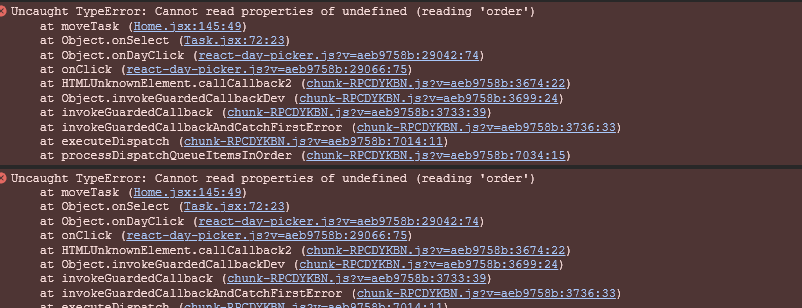 Uncaught TypeError: Cannot read properties of undefined (reading 'order')
at moveTask (Home.jsx:145:49)
at Object.onSelect (Task.jsx:72:23)
at Object.onDayClick (react-day-picker.js?v=aeb9758b:29042:74)
at onClick (react-day-picker.js?v=aeb9758b:29066:75)
at HTMLUnknownElement.callCallback2 (chunk-RPCDYKBN.js?v=aeb9758b:3674:22)
at Object.invokeGuardedCallbackDev (chunk-RPCDYKBN.js?v=aeb9758b:3699:24)
at invokeGuardedCallback (chunk-RPCDYKBN.js?v=aeb9758b:3733:39)
at invokeGuardedCallbackAndCatchFirstError (chunk-RPCDYKBN.js?v=aeb9758b:3736:33)
at executeDispatch (chunk-RPCDYKBN.js?v=aeb9758b:7014:11)
at processDispatchQueueItemsInOrder (chunk-RPCDYKBN.js?v=aeb9758b:7034:15)
Uncaught TypeError: Cannot read properties of undefined (reading 'order')
at moveTask (Home.jsx:145:49)
at Object.onSelect (Task.jsx:72:23)
at Object.onDayClick (react-day-picker.js?v=aeb9758b:29042:74)
at onClick (react-day-picker.js?v=aeb9758b:29066:75)
at HTMLUnknownElement.callCallback2 (chunk-RPCDYKBN.js?v=aeb9758b:3674:22)
at Object.invokeGuardedCallbackDev (chunk-RPCDYKBN.js?v=aeb9758b:3699:24)
at invokeGuardedCallback (chunk-RPCDYKBN.js?v=aeb9758b:3733:39)
at invokeGuardedCallbackAndCatchFirstError (chunk-RPCDYKBN.js?v=aeb9758b:3736:33)
at executeDispatch (chunk-RPCDYKBN.js?v=aeb9758b:7014:11)